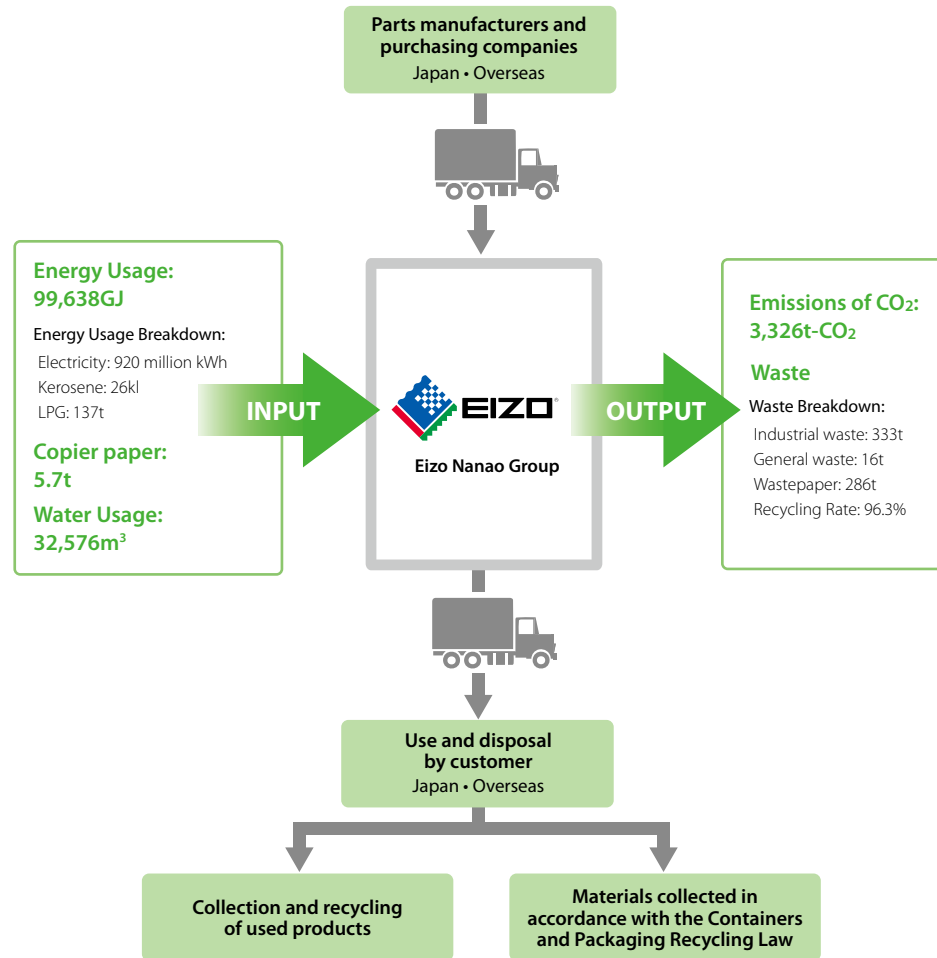 Parts manufacturers and
purchasing companies
Japan • Overseas
Energy Usage:
99,638GJ
Energy Usage Breakdown:
Electricity: 920 million kWh
Kerosene: 26kl
LPG: 137t
Copier paper:
5.7t
Water Usage:
32,576m³
INPUT
EIZO®
Eizo Nanao Group
OUTPUT
Emissions of CO₂:
3,326t-CO₂
Waste
Waste Breakdown:
Industrial waste: 333t
General waste: 16t
Wastepaper: 286t
Recycling Rate: 96.3%
Use and disposal
by customer
Japan • Overseas
Collection and recycling
of used products
Materials collected in
accordance with the Containers
and Packaging Recycling Law